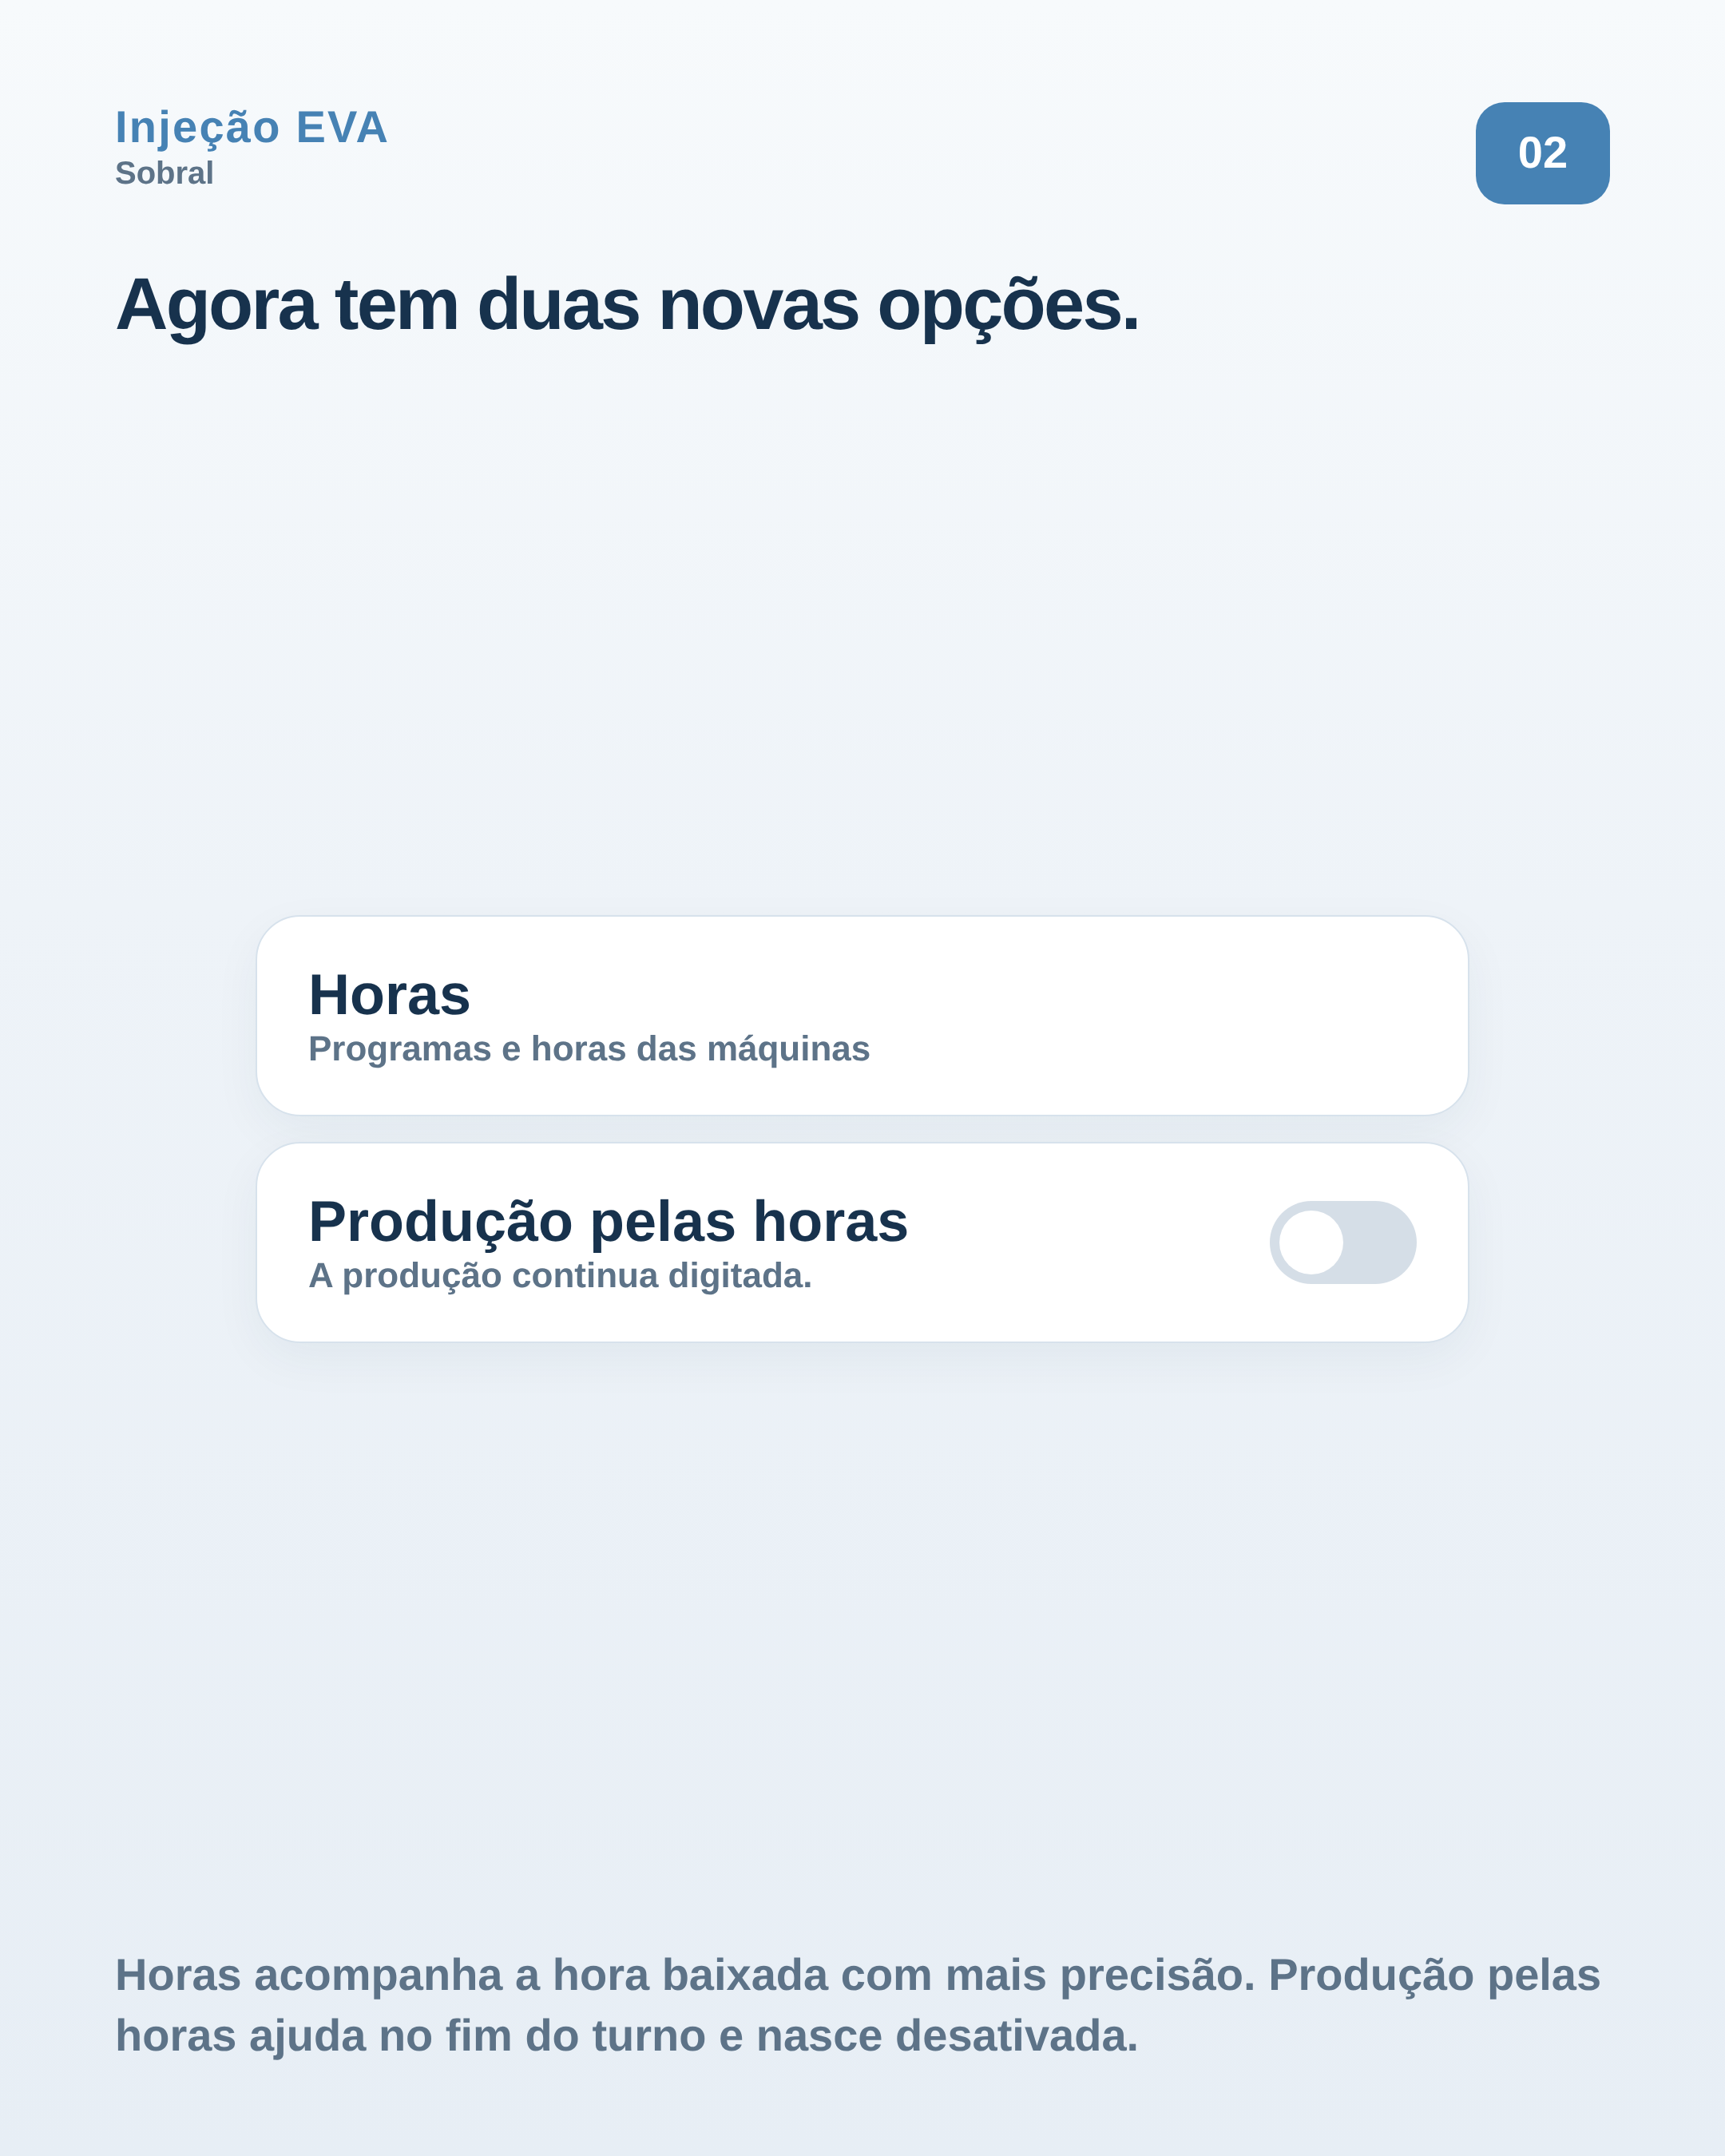 Injeção EVA
Sobral
02
Agora tem duas novas opções.
Horas
Programas e horas das máquinas
Produção pelas horas
A produção continua digitada.
Horas acompanha a hora baixada com mais precisão. Produção pelas
horas ajuda no fim do turno e nasce desativada.